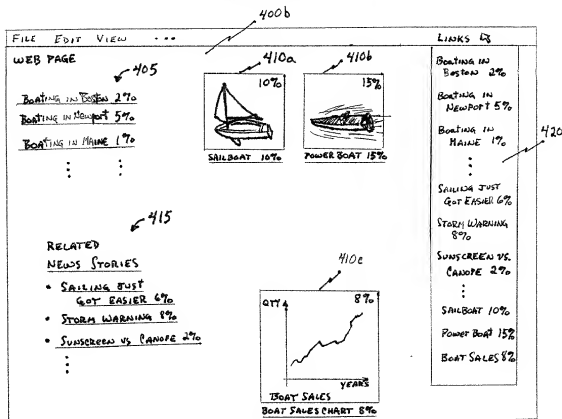 400b
FILE EDIT VIEW ...
LINKS
WEB PAGE
405
BOATING IN BOSTON 2%
BOATING IN NEWPORT 5%
BOATING IN MAINE 1%
410a
10%
SAILBOAT 10%
410b
15%
POWER BOAT 15%
415
RELATED
NEWS STORIES
• SAILING JUST
GOT EASIER 6%
• STORM WARNING 8%
• SUNSCREEN VS CANOPE 2%
410c
QTY
8%
YEARS
BOAT SALES
BOAT SALES CHART 8%
BOATING IN
BOSTON 2%
BOATING IN
NEWPORT 5%
BOATING IN
MAINE 1%
420
SAILING JUST
GOT EASIER 6%
STORM WARNING
8%
SUNSCREEN VS.
CANOPE 2%
SAILBOAT 10%
POWER BOAT 15%
BOAT SALES 8%